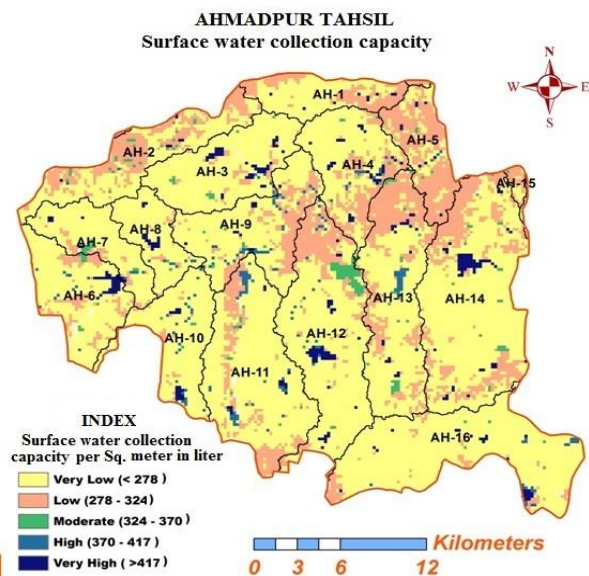 AHMADPUR TAHSIL
Surface water collection capacity
N
W E
S
AH-1
AH-2
AH-5
AH-3
AH-4
AH-15
AH-8
AH-9
AH-7
AH-6
AH-13
AH-14
AH-10
AH-12
AH-11
AH-16
INDEX
Surface water collection
capacity per Sq. meter in liter
Very Low (< 278 )
Low (278 - 324)
Moderate (324 - 370)
High (370 - 417)
Very High ( >417)
Kilometers
0 3 6 12